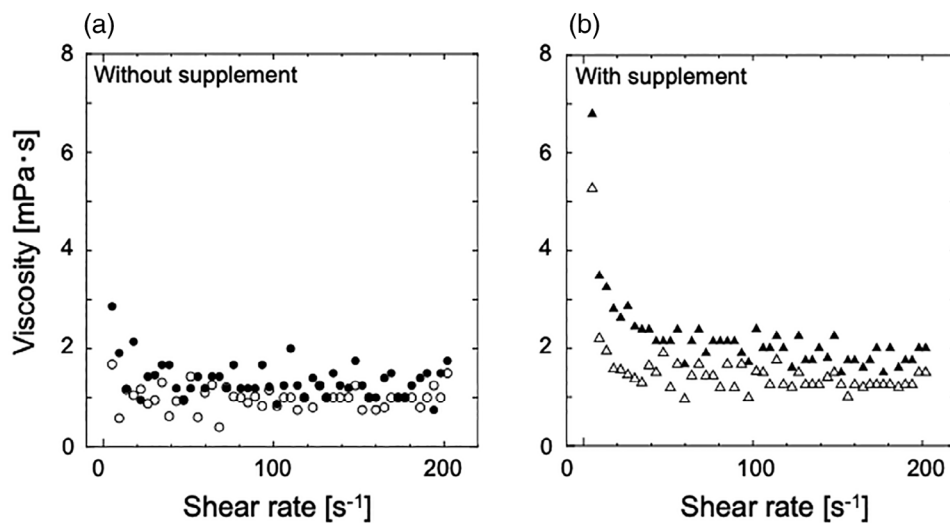 (a)
(b)
8
6
4
2
0
Without supplement
Viscosity [mPa·s]
0
100
200
Shear rate [s⁻¹]
8
6
4
2
0
With supplement
0
100
200
Shear rate [s⁻¹]